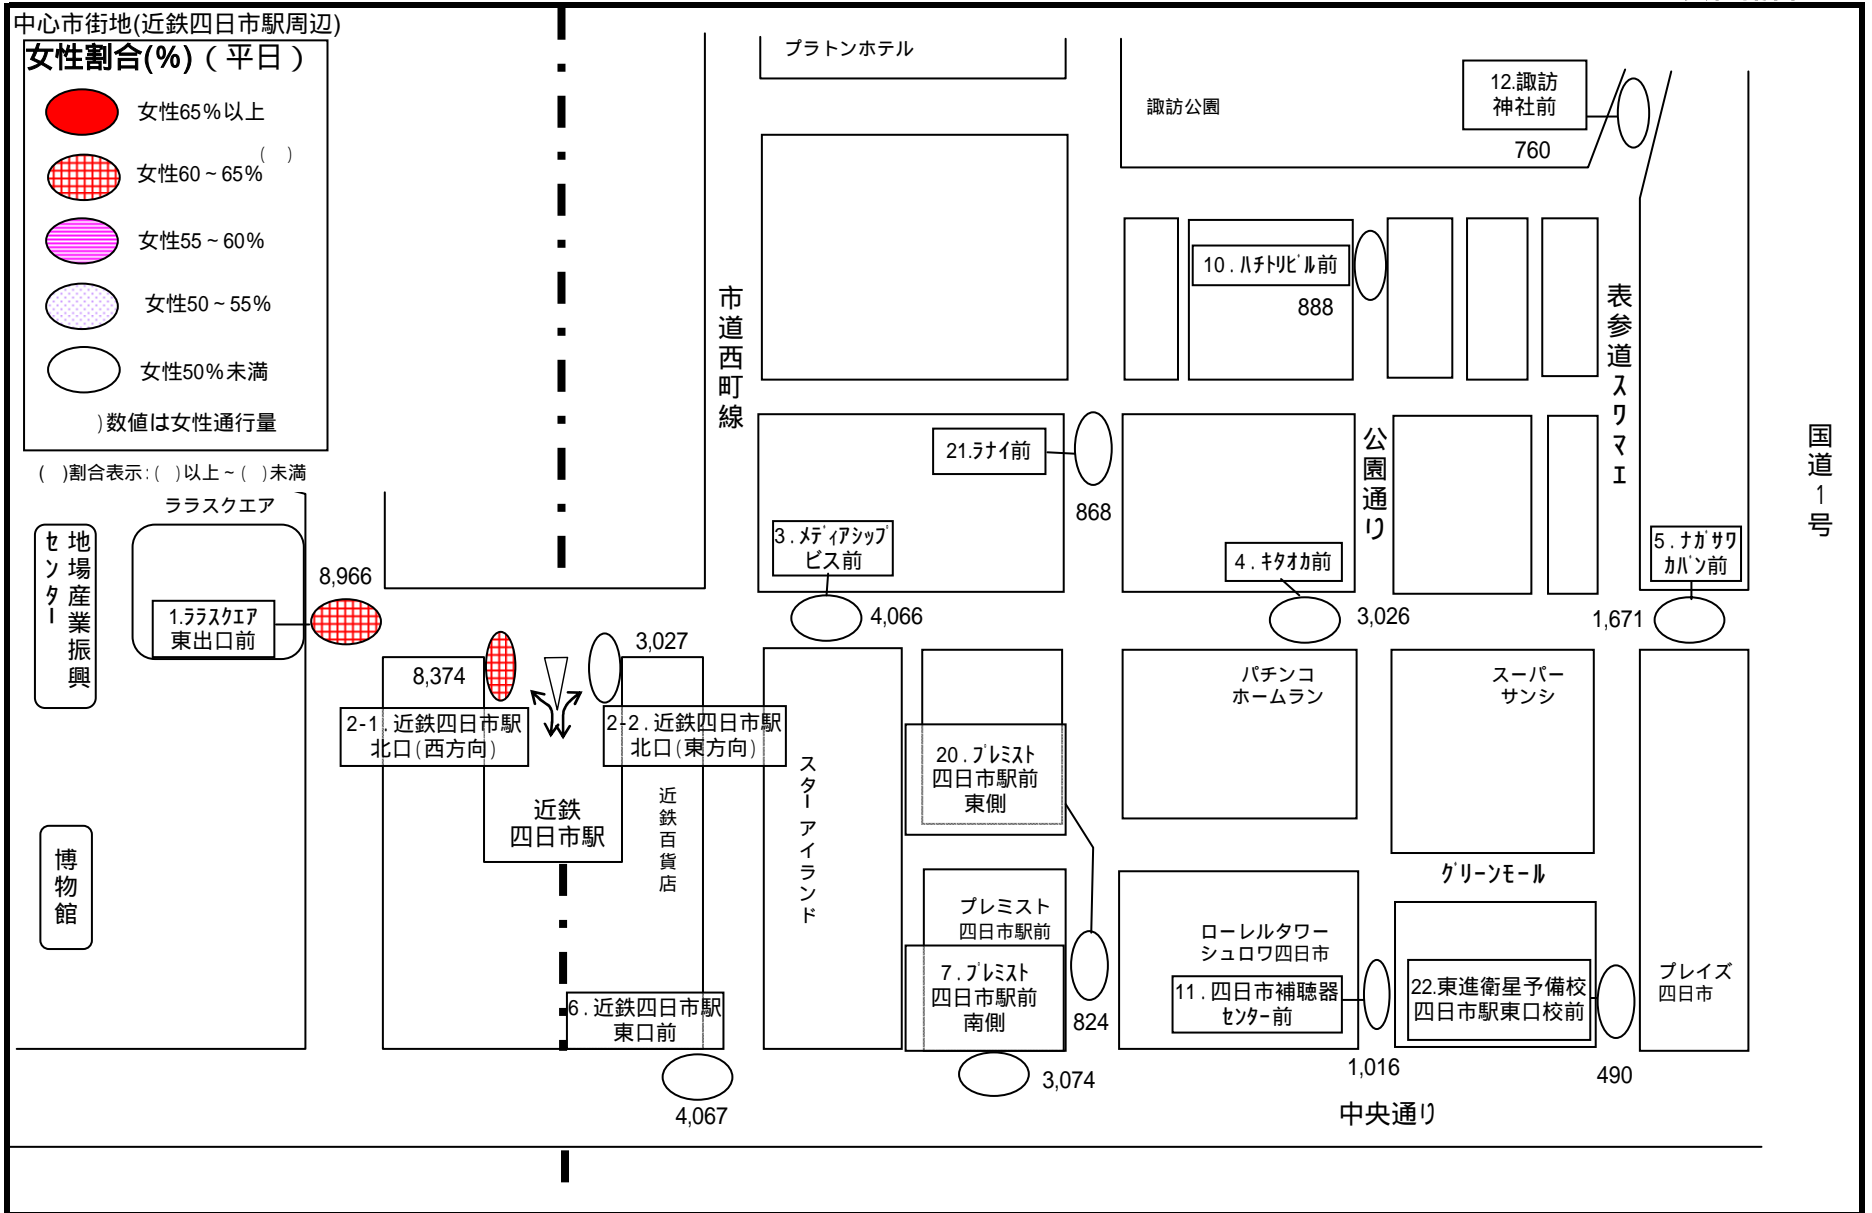 中心市街地(近鉄四日市駅周辺)
女性割合(%)（平日）
女性65%以上
女性60～65%
(　)
女性55～60%
女性50～55%
女性50%未満
)数値は女性通行量
(　)割合表示:(　)以上～(　)未満
プラトンホテル
諏訪公園
12.諏訪
神社前
760
10.ﾊﾁﾄﾘﾋﾞﾙ前
888
市道西町線
表参道スワマエ
国道1号
公園通り
21.ﾗﾅｲ前
868
3.ﾒﾃﾞｨｱｼｯﾌﾟ
ビス前
4,066
4.ｷﾀｵｶ前
3,026
5.ﾅｶﾞｻﾜ
ｶﾊﾞﾝ前
1,671
ララスクエア
地場産業振興
センター
8,966
1.ﾗﾗｽｸｴｱ
東出口前
8,374
3,027
2-1.近鉄四日市駅
北口(西方向)
2-2.近鉄四日市駅
北口(東方向)
近鉄
四日市駅
近鉄百貨店
スターアイランド
パチンコ
ホームラン
スーパー
サンシ
20.ﾌﾟﾚﾐｽﾄ
四日市駅前
東側
博物館
グリーンモール
プレミスト
四日市駅前
7.ﾌﾟﾚﾐｽﾄ
四日市駅前
南側
824
3,074
ローレルタワー
シュロワ四日市
11.四日市補聴器
ｾﾝﾀｰ前
1,016
22.東進衛星予備校
四日市駅東口校前
490
プレイズ
四日市
6.近鉄四日市駅
東口前
4,067
中央通り